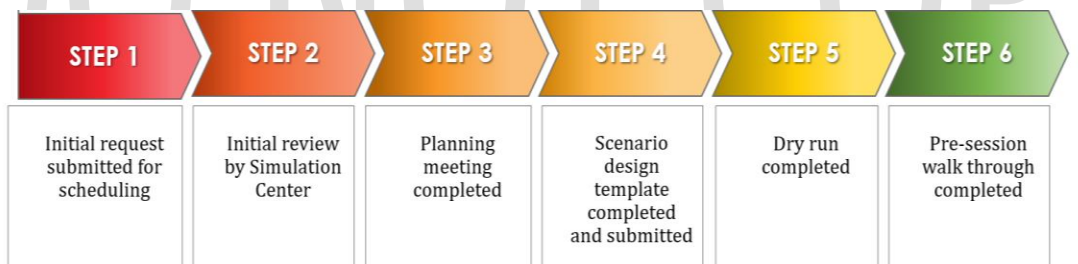 STEP 1
STEP 2
STEP 3
STEP 4
STEP 5
STEP 6
Initial request
submitted for
scheduling
Initial review
by Simulation
Center
Planning
meeting
completed
Scenario
design
template
completed
and submitted
Dry run
completed
Pre-session
walk through
completed